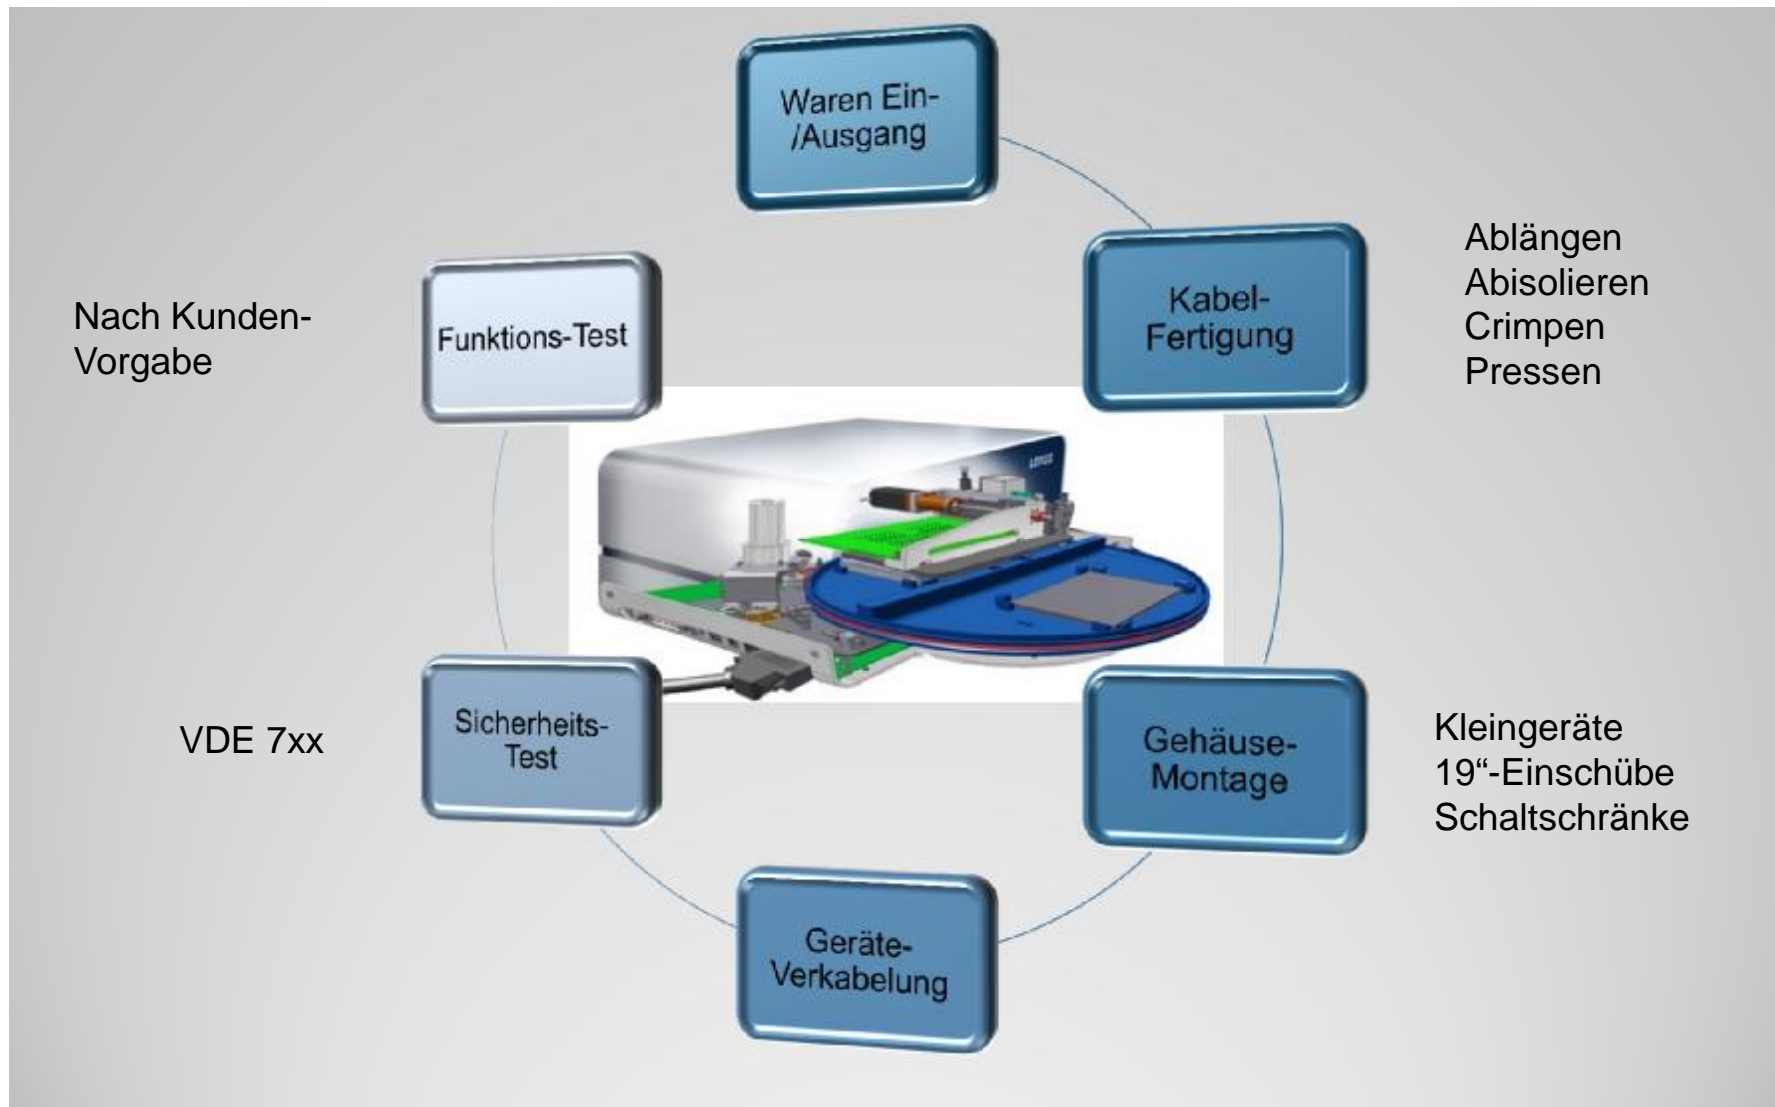 Waren Ein-
/Ausgang
Kabel-
Fertigung
Ablängen
Abisolieren
Crimpen
Pressen
Gehäuse-
Montage
Kleingeräte
19“-Einschübe
Schaltschränke
Geräte-
Verkabelung
Sicherheits-
Test
VDE 7xx
Funktions-Test
Nach Kunden-
Vorgabe